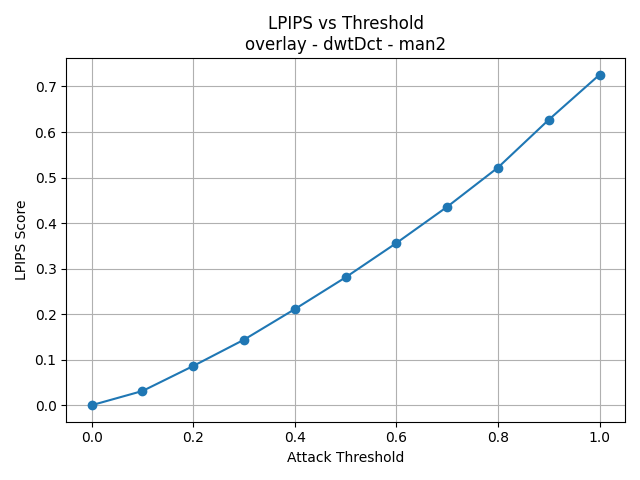 LPIPS vs Threshold
overlay - dwtDct - man2
LPIPS Score
0.7
0.6
0.5
0.4
0.3
0.2
0.1
0.0
0.0 0.2 0.4 0.6 0.8 1.0
Attack Threshold